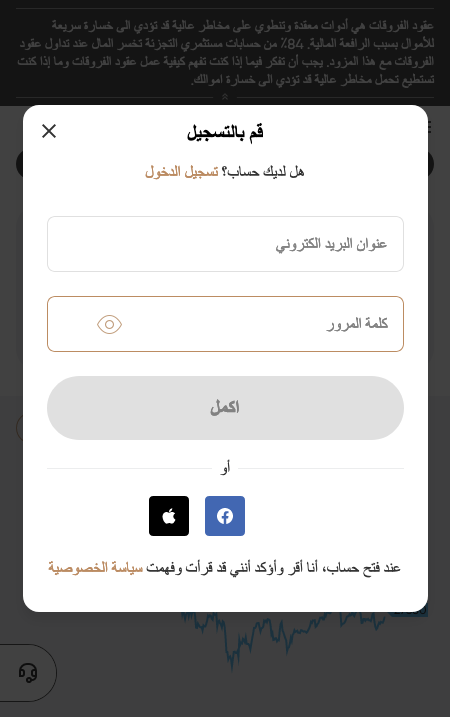 عقود الفروقات هي أدوات معقدة وتنطوي على مخاطر عالية قد تؤدي الى خسارة سريعة
للأموال بسبب الرافعة المالية. 84٪ من حسابات مستثمري التجزئة تخسر المال عند تداول عقود
الفروقات مع هذا المزود. يجب أن تفكر فيما إذا كنت تفهم كيفية عمل عقود الفروقات وما إذا كنت
تستطيع تحمل مخاطر عالية قد تؤدي الى خسارة اموالك.
قم بالتسجيل
هل لديك حساب؟ تسجيل الدخول
عنوان البريد الكتروني
كلمة المرور
اكمل
أو
عند فتح حساب، أنا أقر وأؤكد أنني قد قرأت وفهمت سياسة الخصوصية